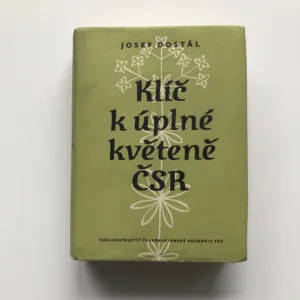 JOSEF DOSTÁL
Klíč
k úplné
květeně
ČSR
NAKLADATELSTVÍ ČESKOSLOVENSKÉ AKADEMIE VĚD